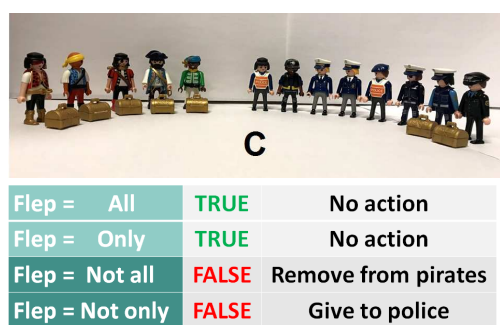 C
Flep = All TRUE No action
Flep = Only TRUE No action
Flep = Not all FALSE Remove from pirates
Flep = Not only FALSE Give to police